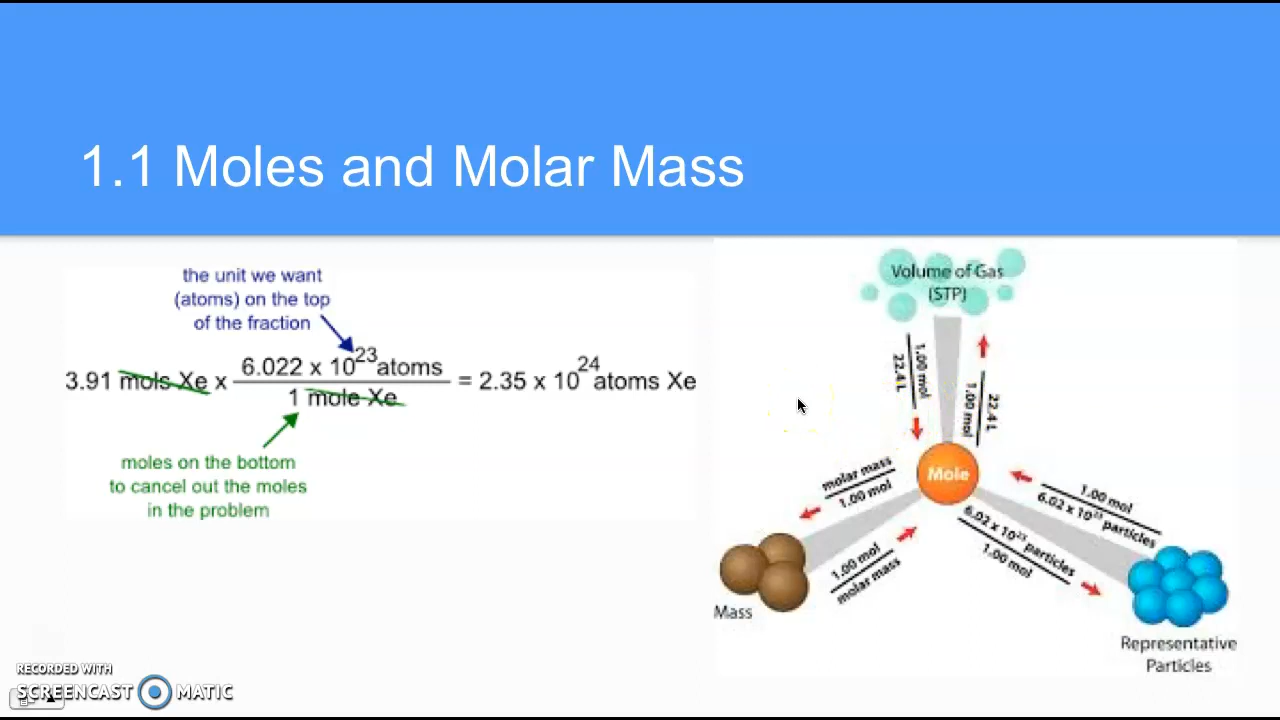 1.1 Moles and Molar Mass
the unit we want
(atoms) on the top
of the fraction
3.91 mols Xe x 6.022 x 10^23 atoms / 1 mole Xe = 2.35 x 10^24 atoms Xe
moles on the bottom
to cancel out the moles
in the problem
Volume of Gas
(STP)
1.00 mol
22.4 L
22.4 L
1.00 mol
Mole
molar mass
1.00 mol
1.00 mol
molar mass
1.00 mol
6.02 x 10^23 particles
6.02 x 10^23 particles
1.00 mol
Mass
Representative
Particles
RECORDED WITH
SCREENCAST MATIC